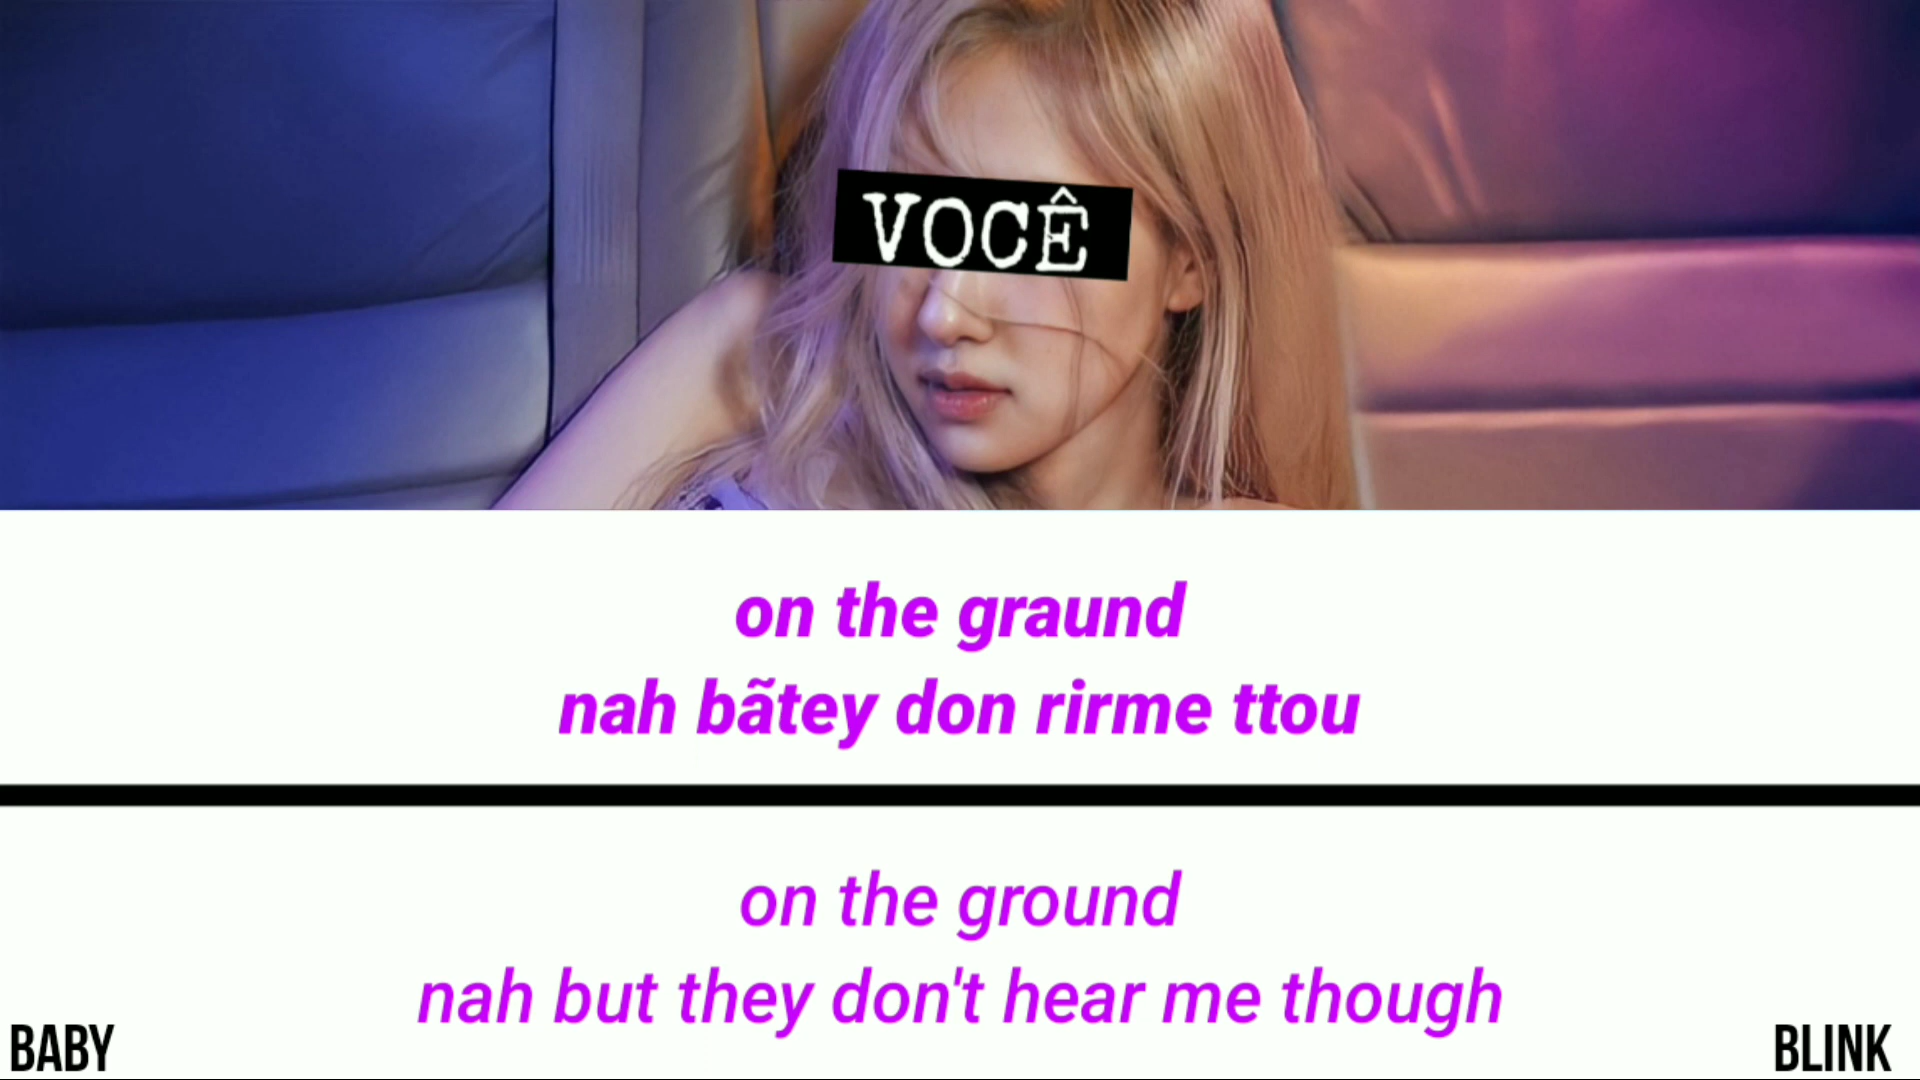 VOCÊ
on the graund
nah bãtey don rirme ttou
on the ground
nah but they don't hear me though
BABY
BLINK